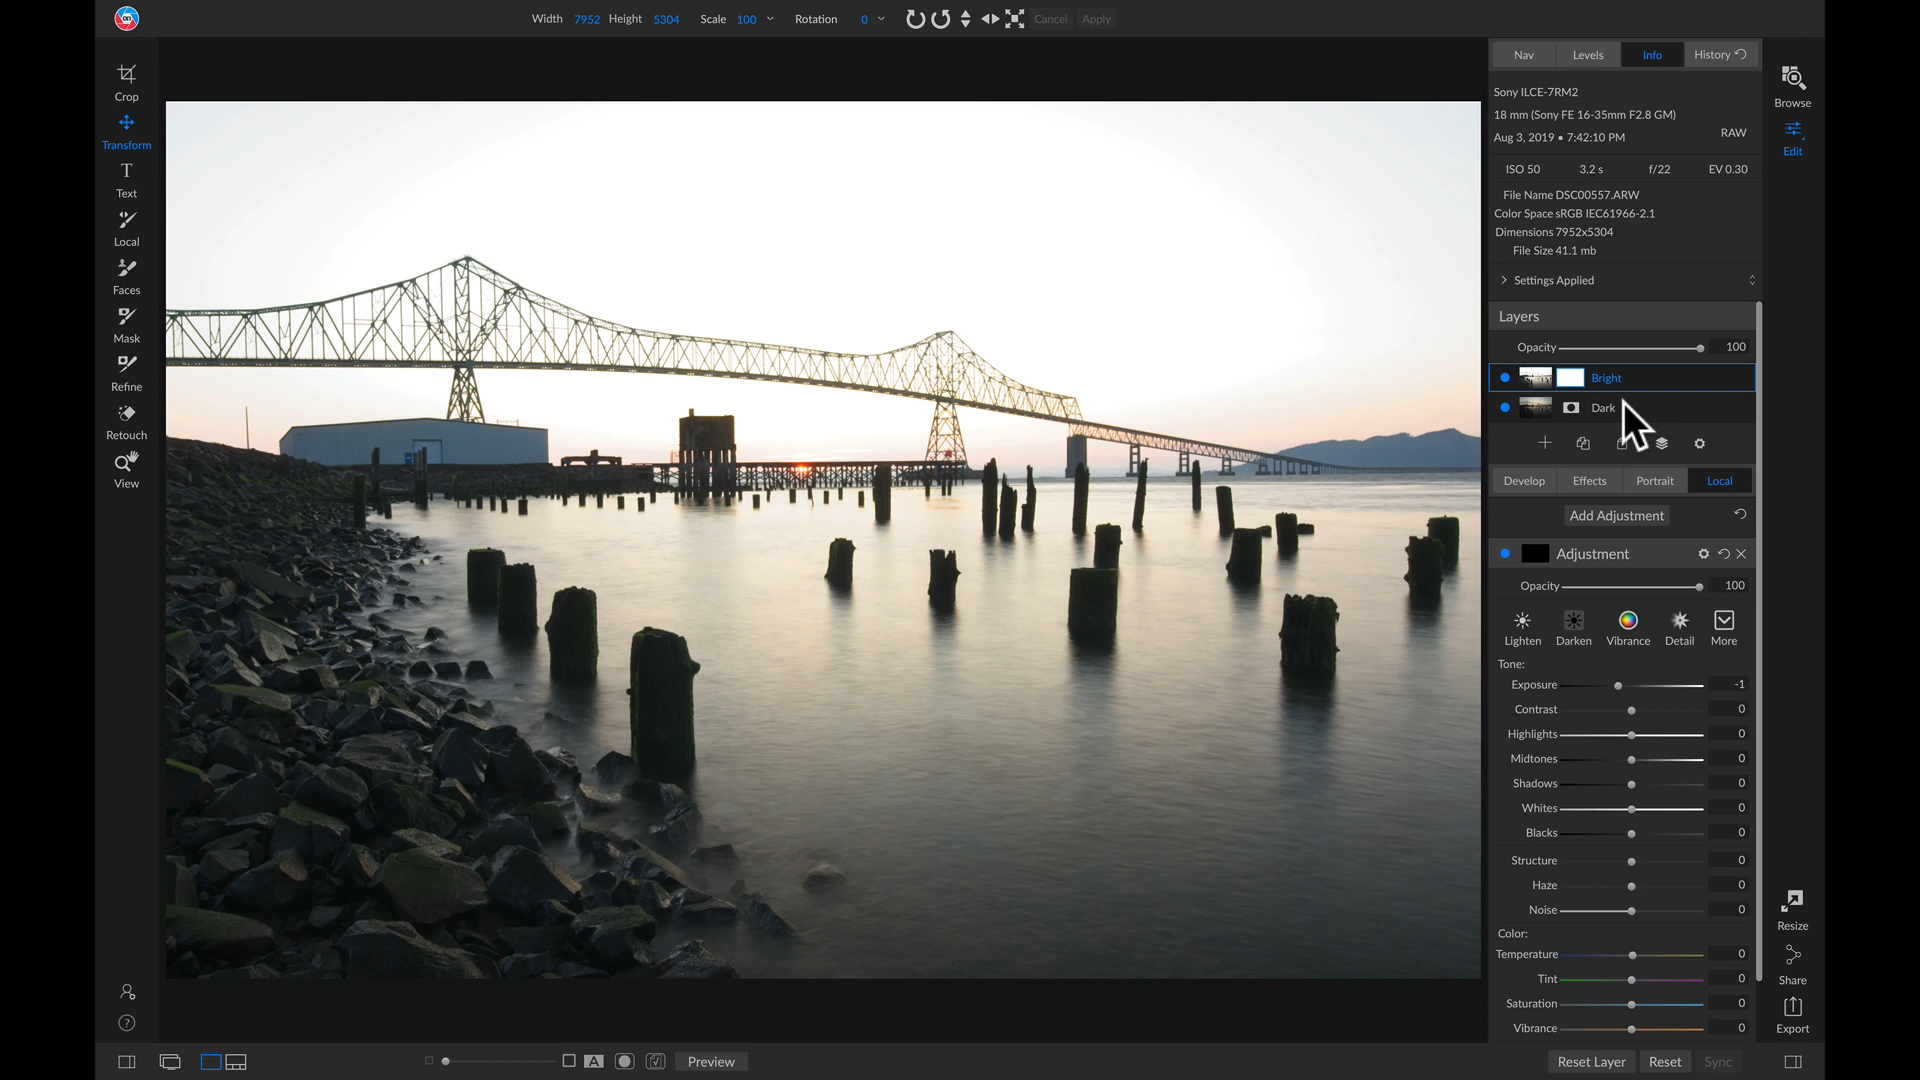 Width 7952 Height 5304 Scale 100 Rotation 0 Cancel Apply
Crop
Transform
Text
Local
Faces
Mask
Refine
Retouch
View
Nav Levels Info History
Sony ILCE-7RM2
18 mm (Sony FE 16-35mm F2.8 GM)
Aug 3, 2019 • 7:42:10 PM RAW
ISO 50 3.2 s f/22 EV 0.30
File Name DSC00557.ARW
Color Space sRGB IEC61966-2.1
Dimensions 7952x5304
File Size 41.1 mb
Settings Applied
Layers
Opacity 100
Bright
Dark
Develop Effects Portrait Local
Add Adjustment
Adjustment
Opacity 100
Lighten Darken Vibrance Detail More
Tone:
Exposure -1
Contrast 0
Highlights 0
Midtones 0
Shadows 0
Whites 0
Blacks 0
Structure 0
Haze 0
Noise 0
Color:
Temperature 0
Tint 0
Saturation 0
Vibrance 0
Browse
Edit
Resize
Share
Export
A Preview Reset Layer Reset Sync